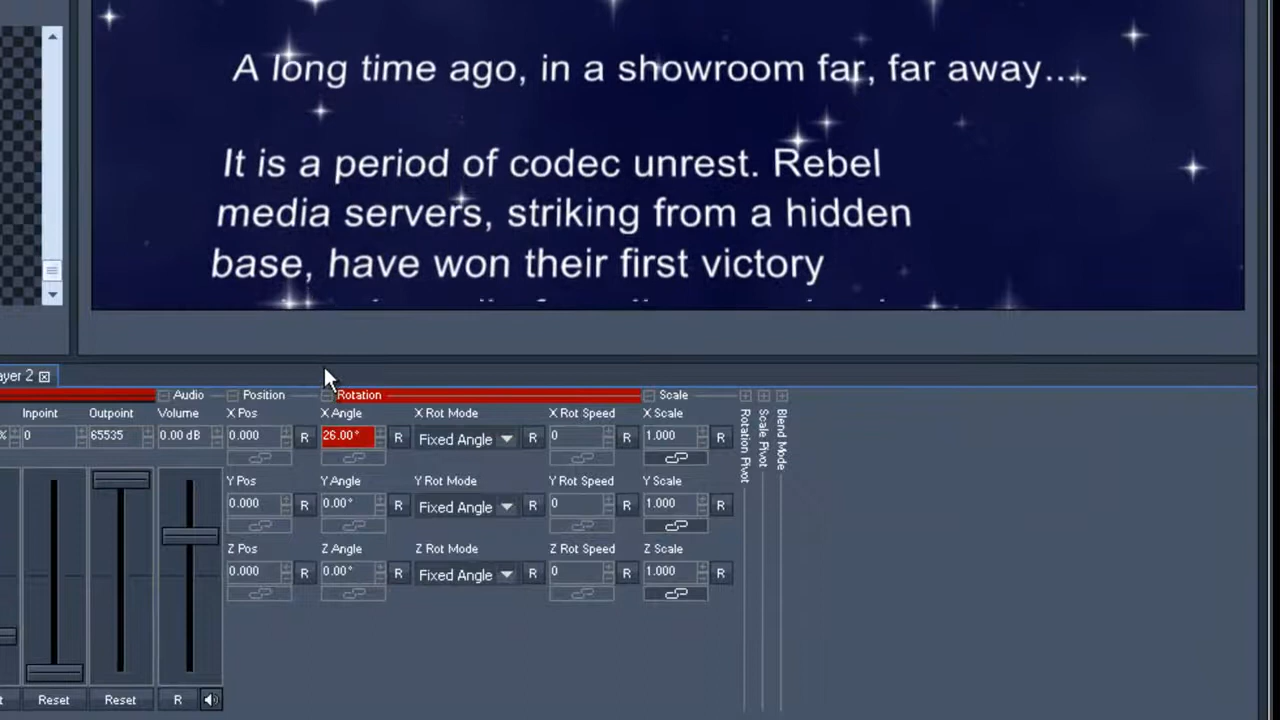 A long time ago, in a showroom far, far away....
It is a period of codec unrest. Rebel
media servers, striking from a hidden
base, have won their first victory
ayer 2
Audio Position Rotation Scale
Inpoint Outpoint Volume X Pos X Angle X Rot Mode X Rot Speed X Scale
% 0 65535 0.00 dB 0.000 R 26.00° R Fixed Angle R 0 R 1.000 R
Y Pos Y Angle Y Rot Mode Y Rot Speed Y Scale
0.000 R 0.00° R Fixed Angle R 0 R 1.000 R
Z Pos Z Angle Z Rot Mode Z Rot Speed Z Scale
0.000 R 0.00° R Fixed Angle R 0 R 1.000 R
Rotation Pivot
Scale Pivot
Blend Mode
Reset Reset R